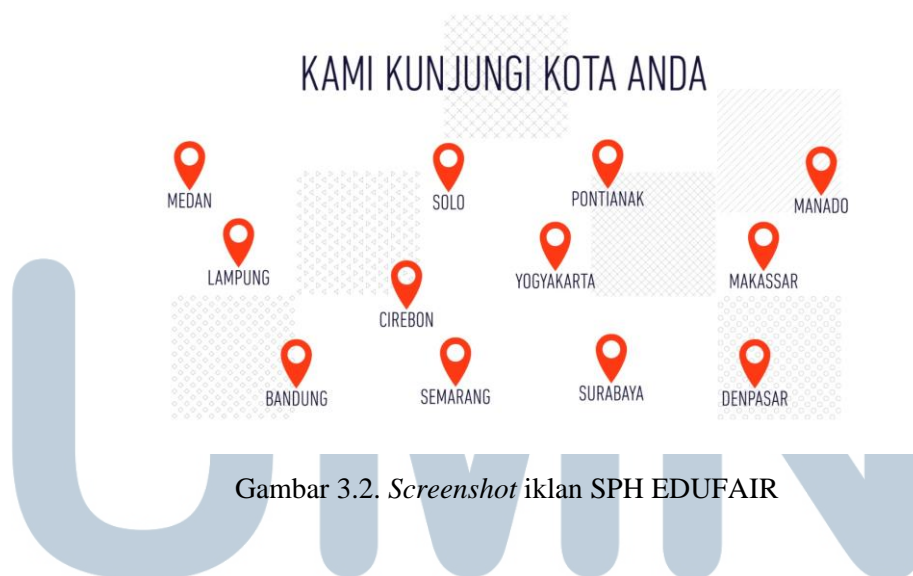 KAMI KUNJUNGI KOTA ANDA
MEDAN
SOLO
PONTIANAK
MANADO
LAMPUNG
YOGYAKARTA
MAKASSAR
CIREBON
BANDUNG
SEMARANG
SURABAYA
DENPASAR
Gambar 3.2. Screenshot iklan SPH EDUFAIR
UMN